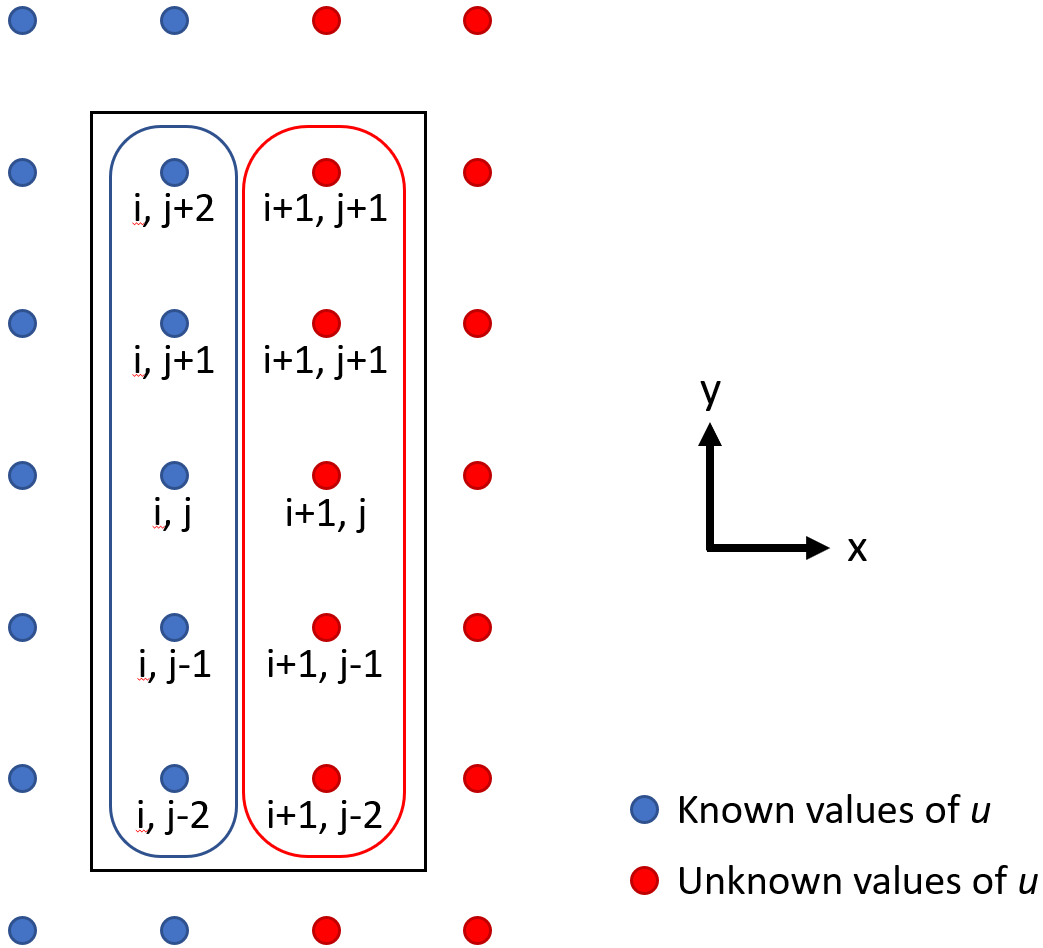 i, j+2
i+1, j+1
i, j+1
i+1, j+1
i, j
i+1, j
i, j-1
i+1, j-1
i, j-2
i+1, j-2
y
x
Known values of u
Unknown values of u